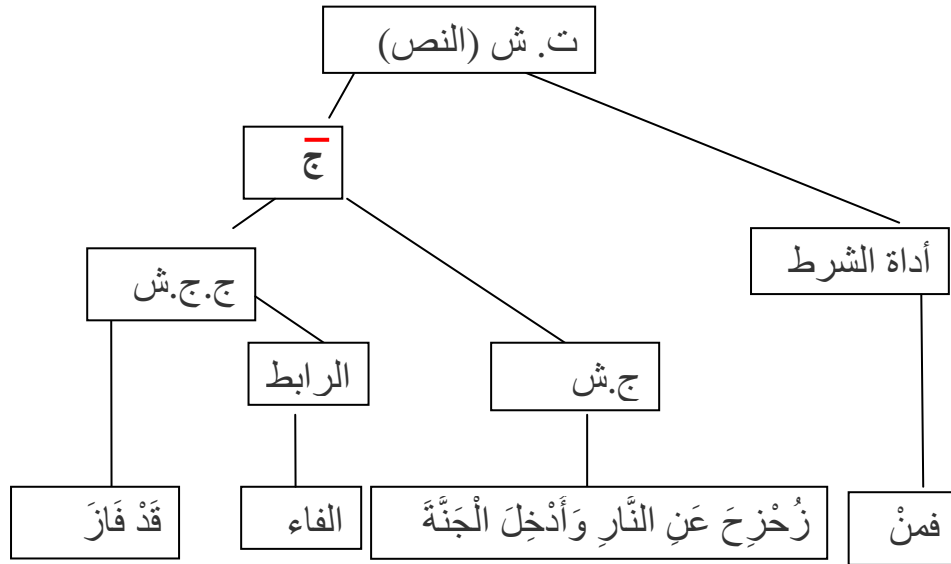 ت. ش (النص)
جَ
أداة الشرط
ج.ج.ش
ج.ش
الرابط
فمنْ
زُحْزِحَ عَنِ النَّارِ وَأُدْخِلَ الْجَنَّةَ
الفاء
قَدْ فَازَ